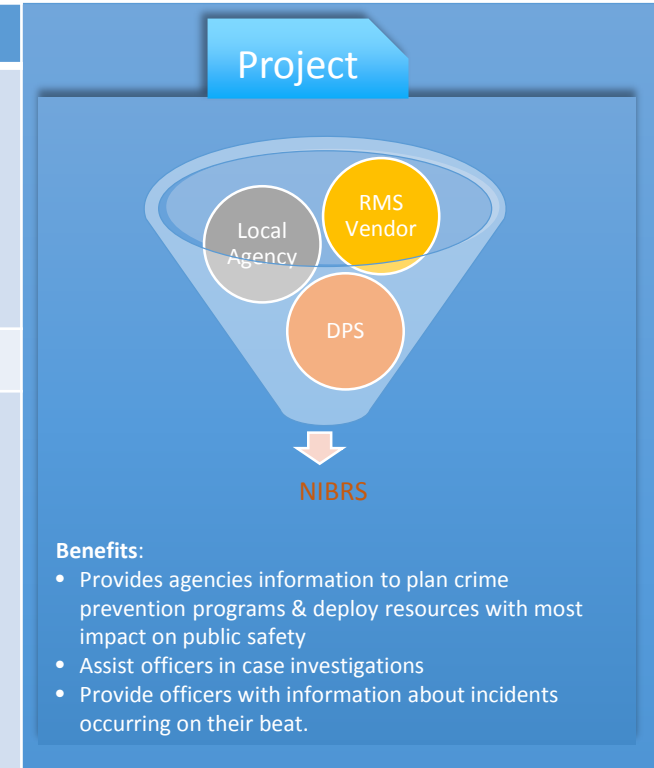 Project
RMS
Vendor
Local
Agency
DPS
NIBRS
Benefits:
• Provides agencies information to plan crime
prevention programs & deploy resources with most
impact on public safety
• Assist officers in case investigations
• Provide officers with information about incidents
occurring on their beat.